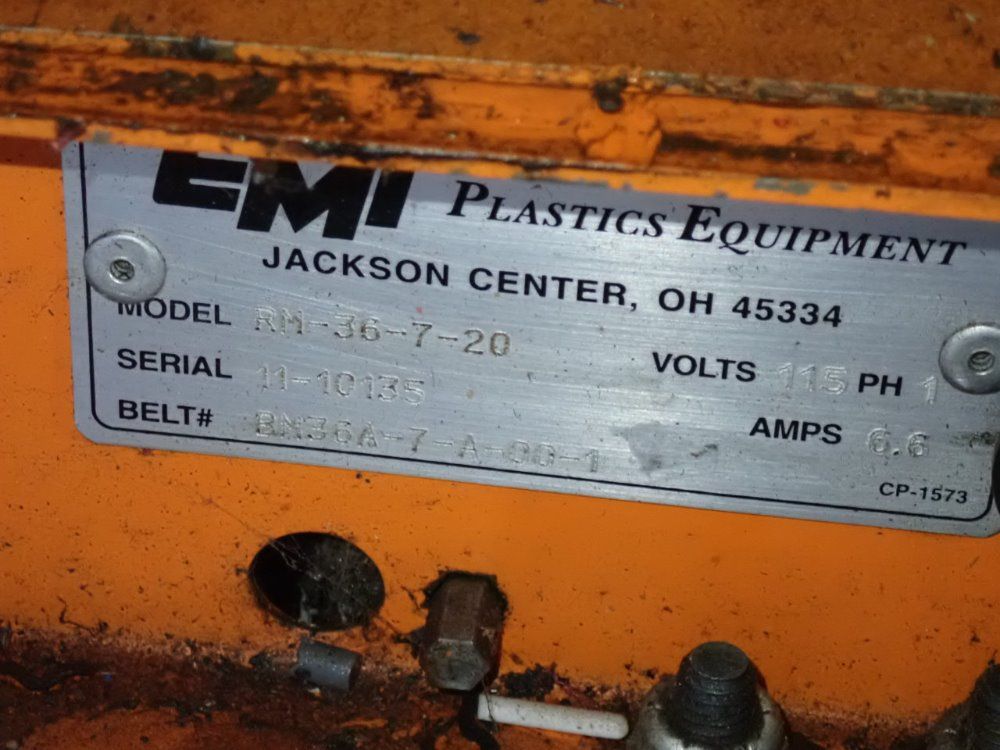 EMI PLASTICS EQUIPMENT
JACKSON CENTER, OH 45334
MODEL RM-36-7-20
VOLTS 115 PH 1
SERIAL 11-10135
AMPS 6.6
BELT# BM36A-7-A-00-1
CP-1573